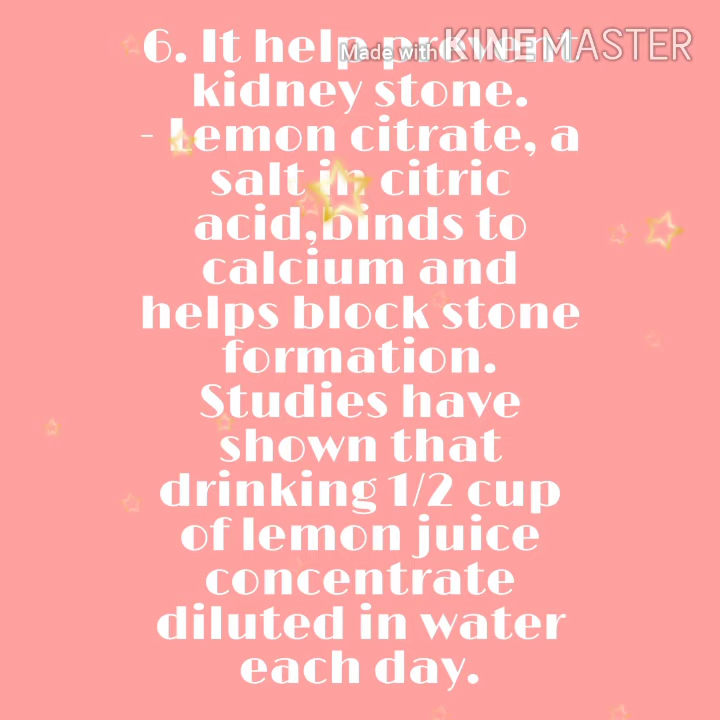 Made with KINEMASTER
6. It help prevent
kidney stone.
- Lemon citrate, a
salt in citric
acid,binds to
calcium and
helps block stone
formation.
Studies have
shown that
drinking 1/2 cup
of lemon juice
concentrate
diluted in water
each day.